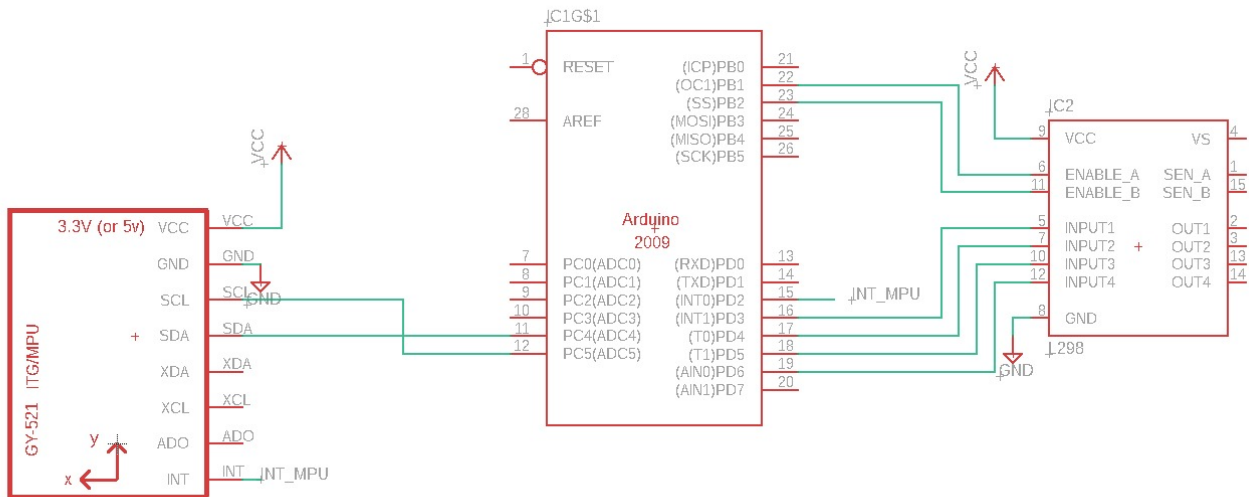 GY-521 ITG/MPU
3.3V (or 5v)
VCC
GND
SCL
SDA
XDA
XCL
ADO
INT
VCC
GND
SCL
SDA
XDA
XCL
ADO
INT
VCC
GND
INT_MPU
y
x
IC1G$1
1 RESET
28 AREF
7 PC0(ADC0)
8 PC1(ADC1)
9 PC2(ADC2)
10 PC3(ADC3)
11 PC4(ADC4)
12 PC5(ADC5)
Arduino
2009
(ICP)PB0 21
(OC1)PB1 22
(SS)PB2 23
(MOSI)PB3 24
(MISO)PB4 25
(SCK)PB5 26
(RXD)PD0 13
(TXD)PD1 14
(INT0)PD2 15
(INT1)PD3 16
(T0)PD4 17
(T1)PD5 18
(AIN0)PD6 19
(AIN1)PD7 20
INT_MPU
VCC
IC2
9 VCC
6 ENABLE_A
11 ENABLE_B
5 INPUT1
7 INPUT2
10 INPUT3
12 INPUT4
8 GND
VS 4
SEN_A 1
SEN_B 15
OUT1 2
OUT2 3
OUT3 13
OUT4 14
L298
GND